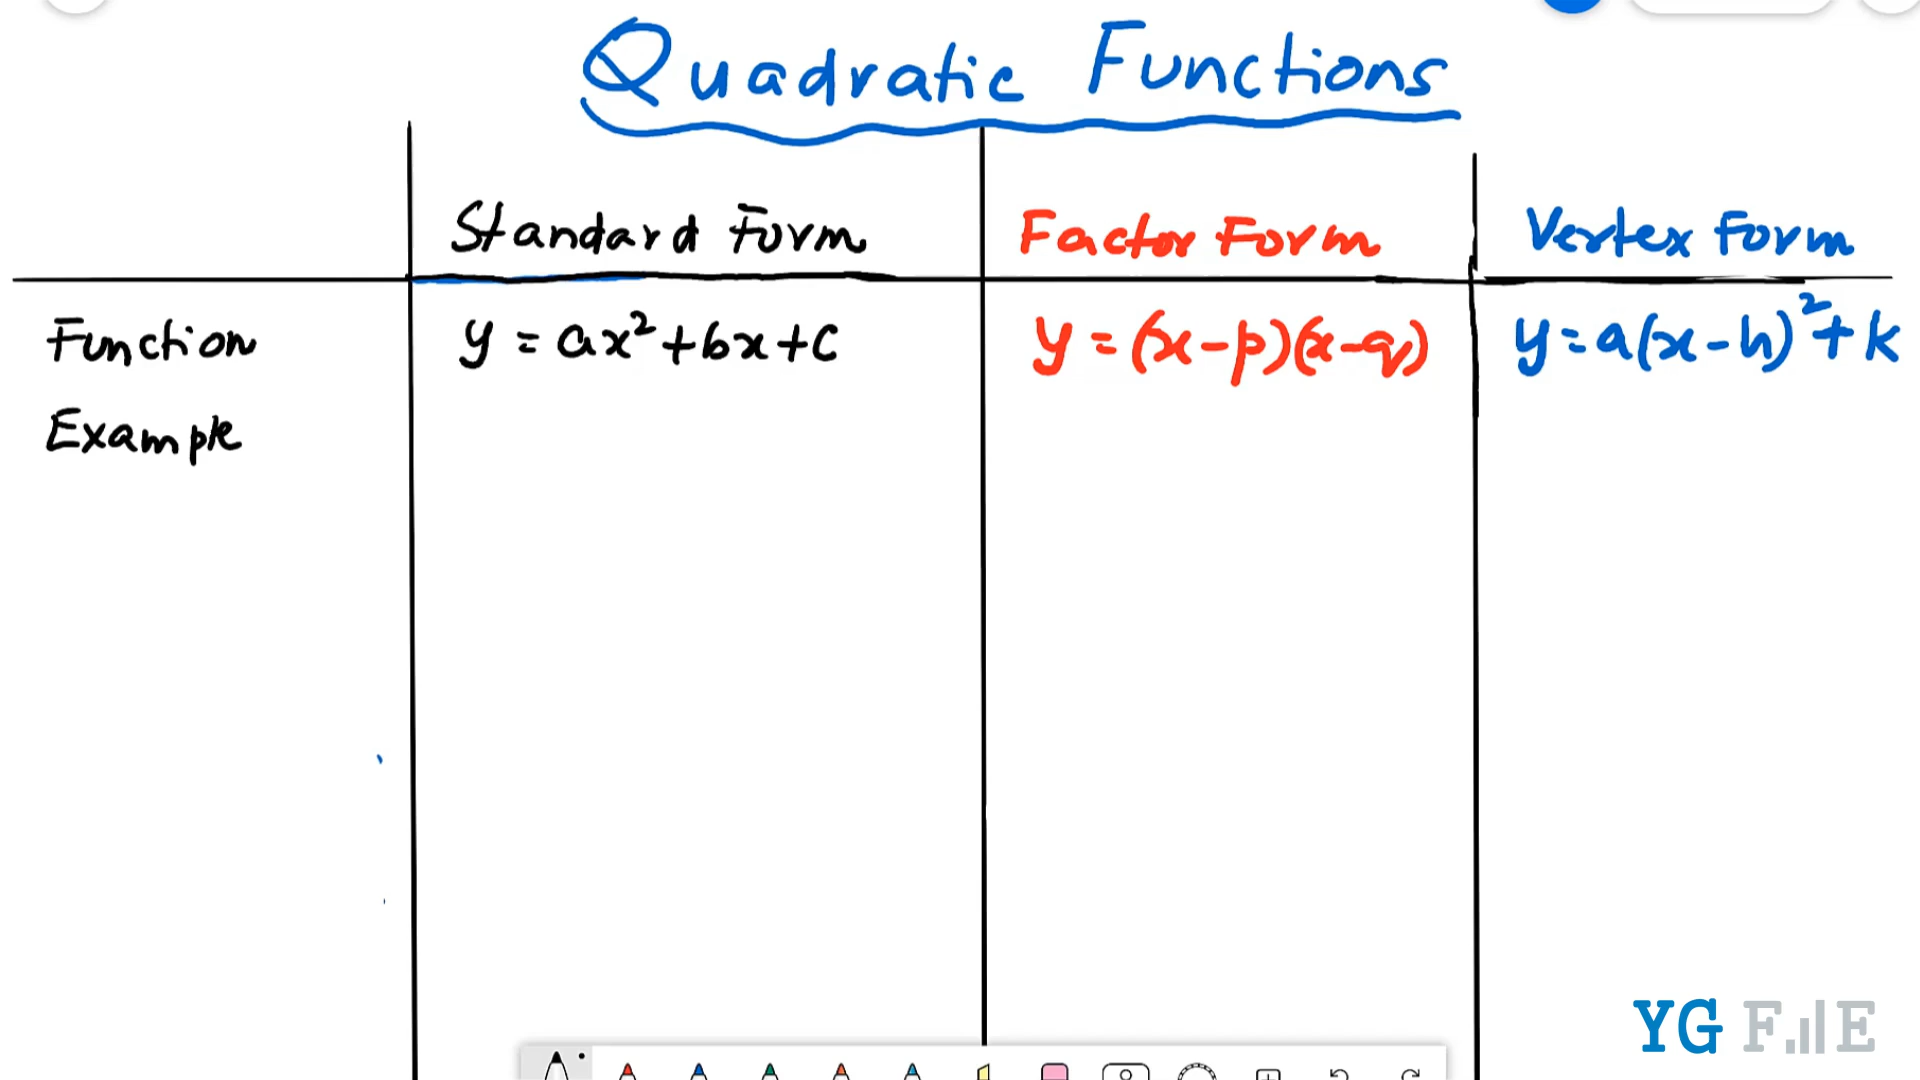 Quadratic Functions
Standard Form Factor Form Vertex Form
Function y = ax²+bx+c y = (x-p)(x-q) y=a(x-h)²+k
Example
YG FILE